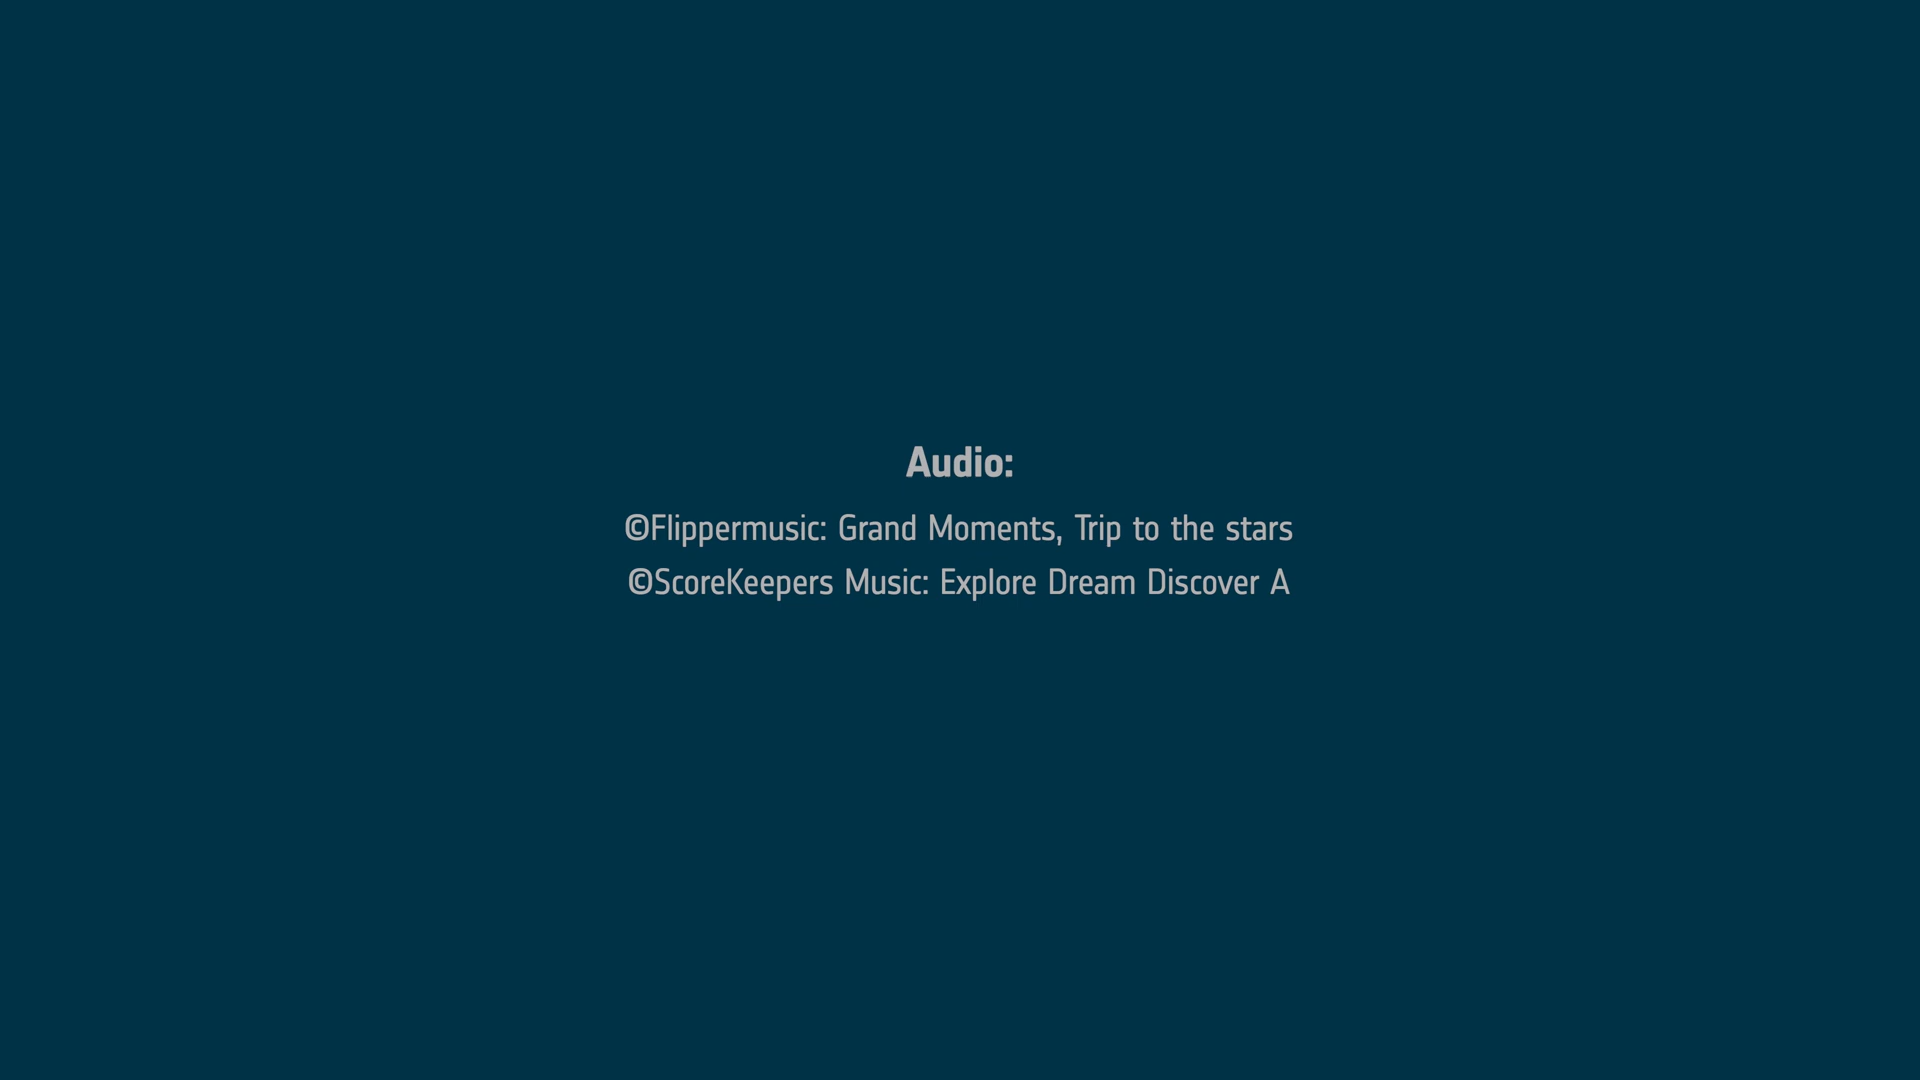 Audio:
©Flippermusic: Grand Moments, Trip to the stars
©ScoreKeepers Music: Explore Dream Discover A